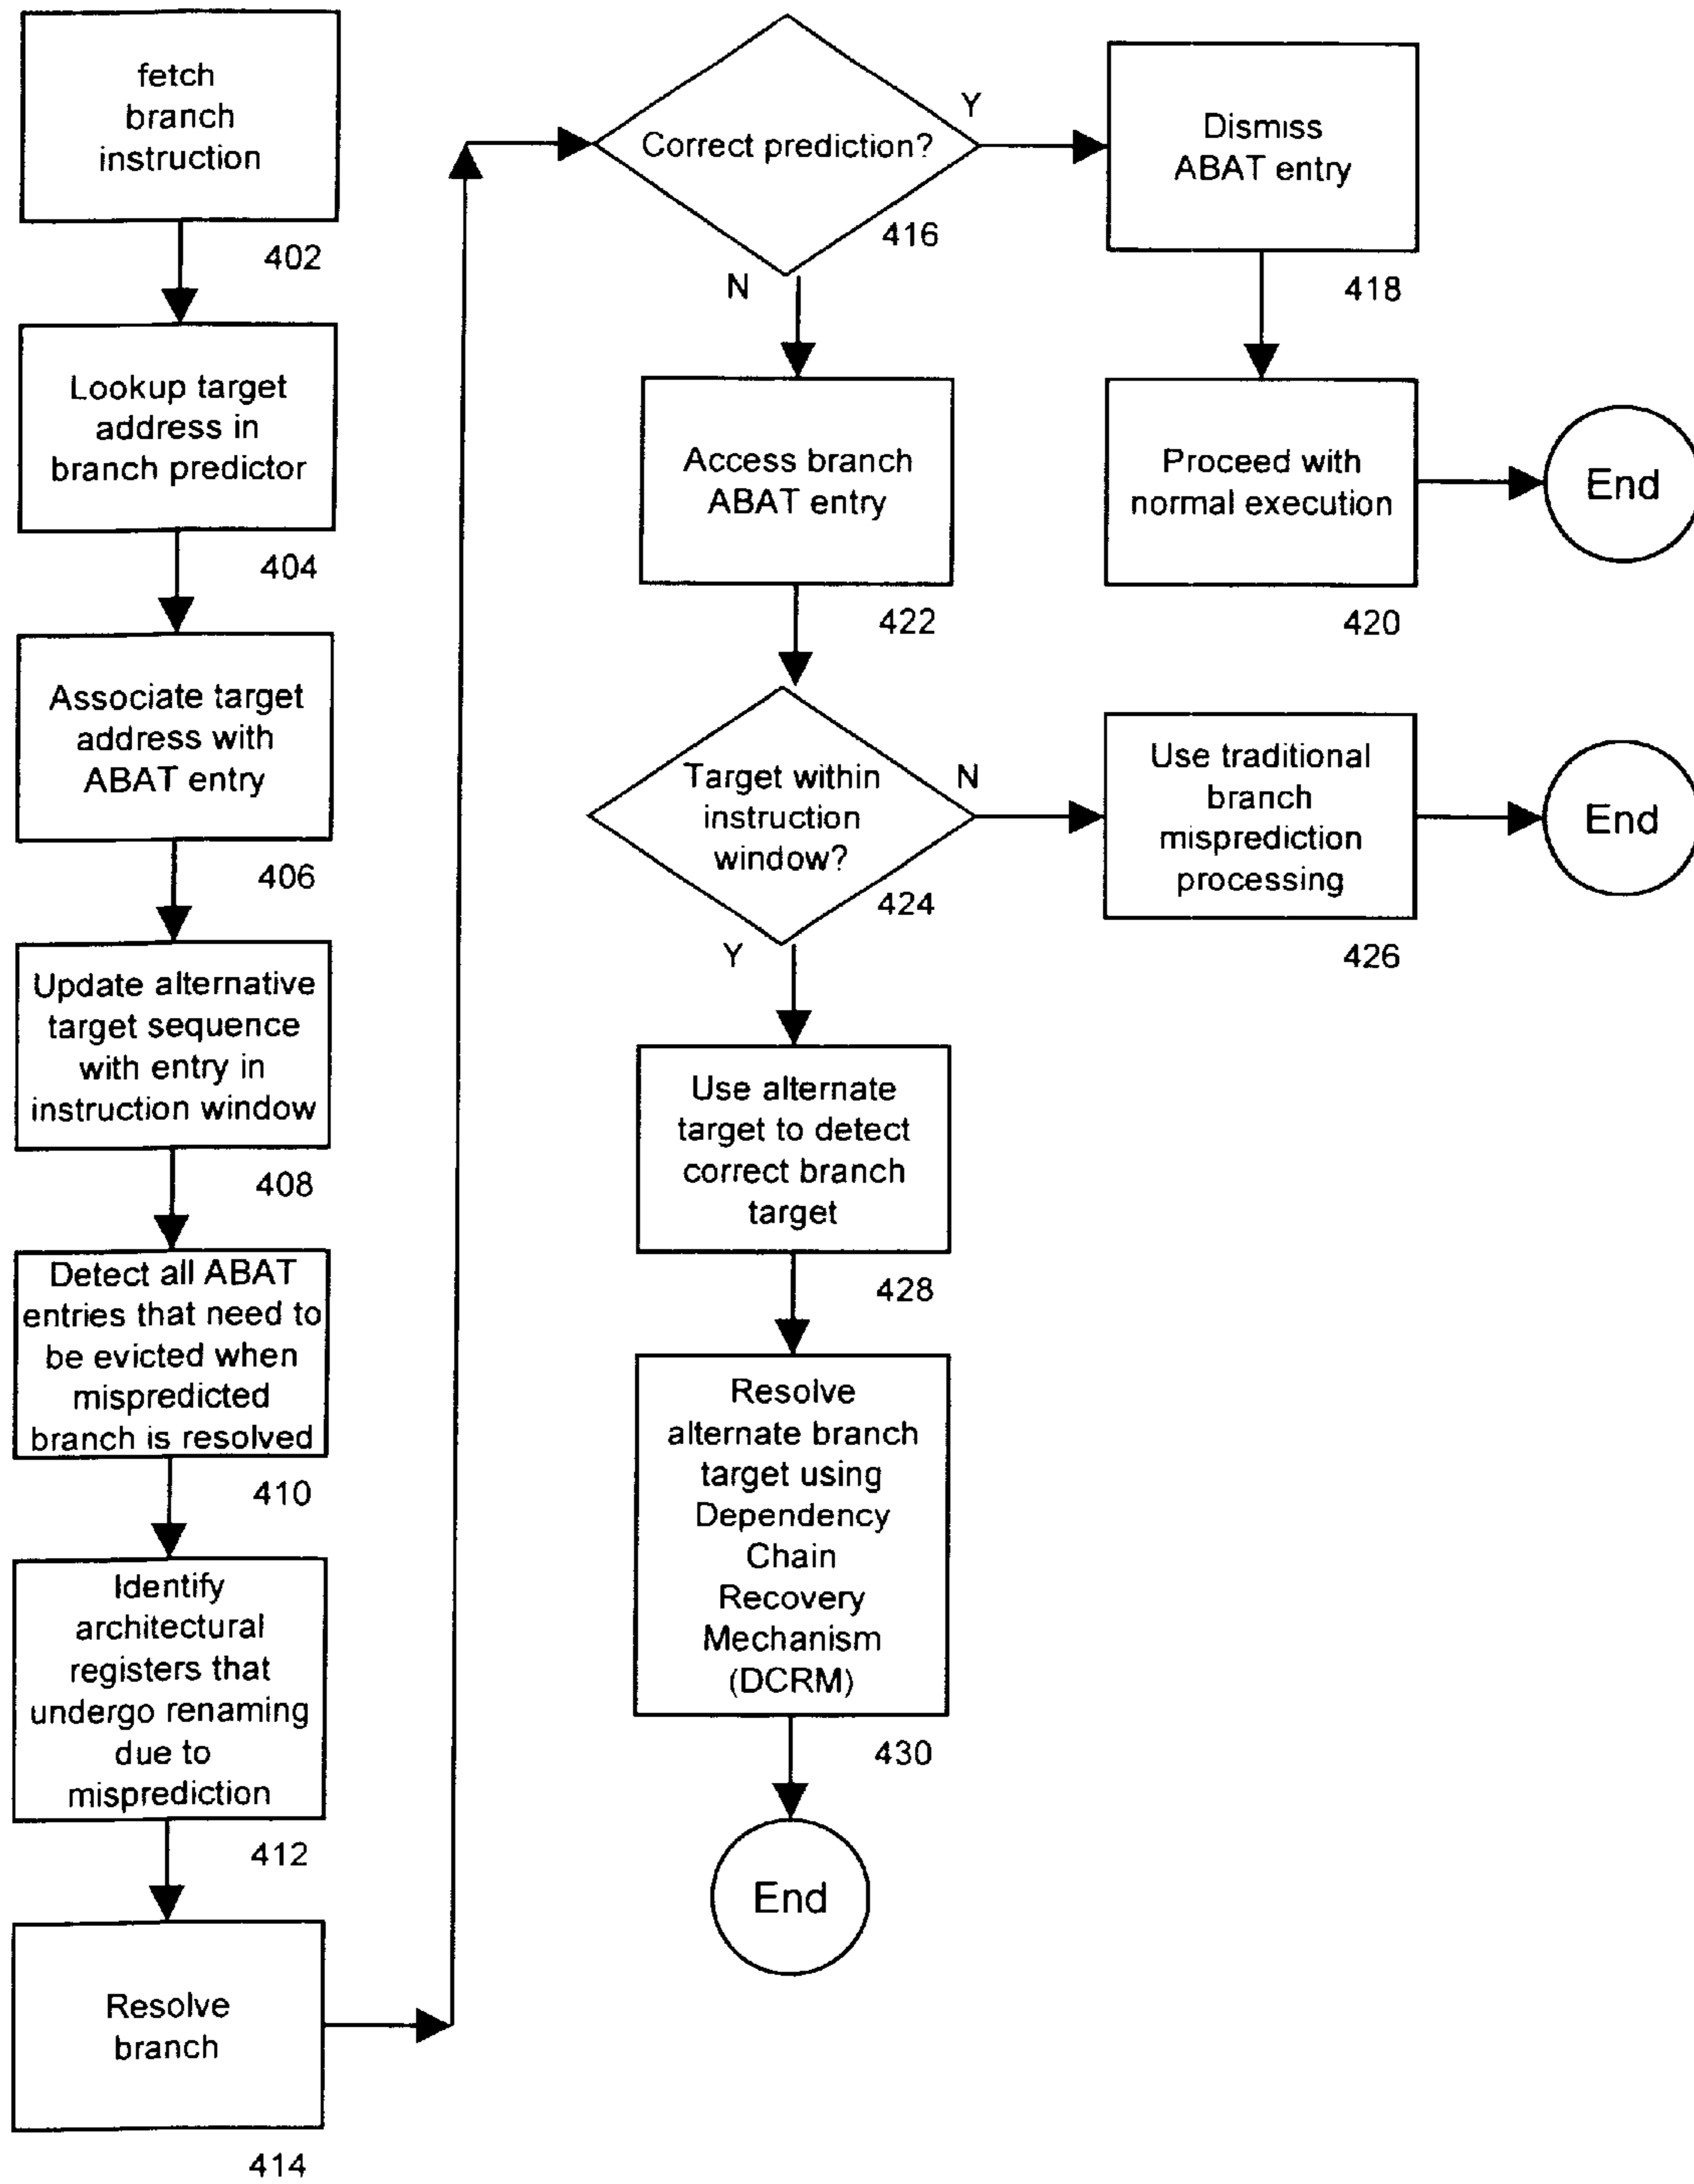 fetch
branch
instruction
402
Lookup target
address in
branch predictor
404
Associate target
address with
ABAT entry
406
Update alternative
target sequence
with entry in
instruction window
408
Detect all ABAT
entries that need to
be evicted when
mispredicted
branch is resolved
410
Identify
architectural
registers that
undergo renaming
due to
misprediction
412
Resolve
branch
414
Correct prediction?
Y
416
N
Dismiss
ABAT entry
418
Proceed with
normal execution
420
End
Access branch
ABAT entry
422
Target within
instruction
window?
N
424
Y
Use traditional
branch
misprediction
processing
426
End
Use alternate
target to detect
correct branch
target
428
Resolve
alternate branch
target using
Dependency
Chain
Recovery
Mechanism
(DCRM)
430
End